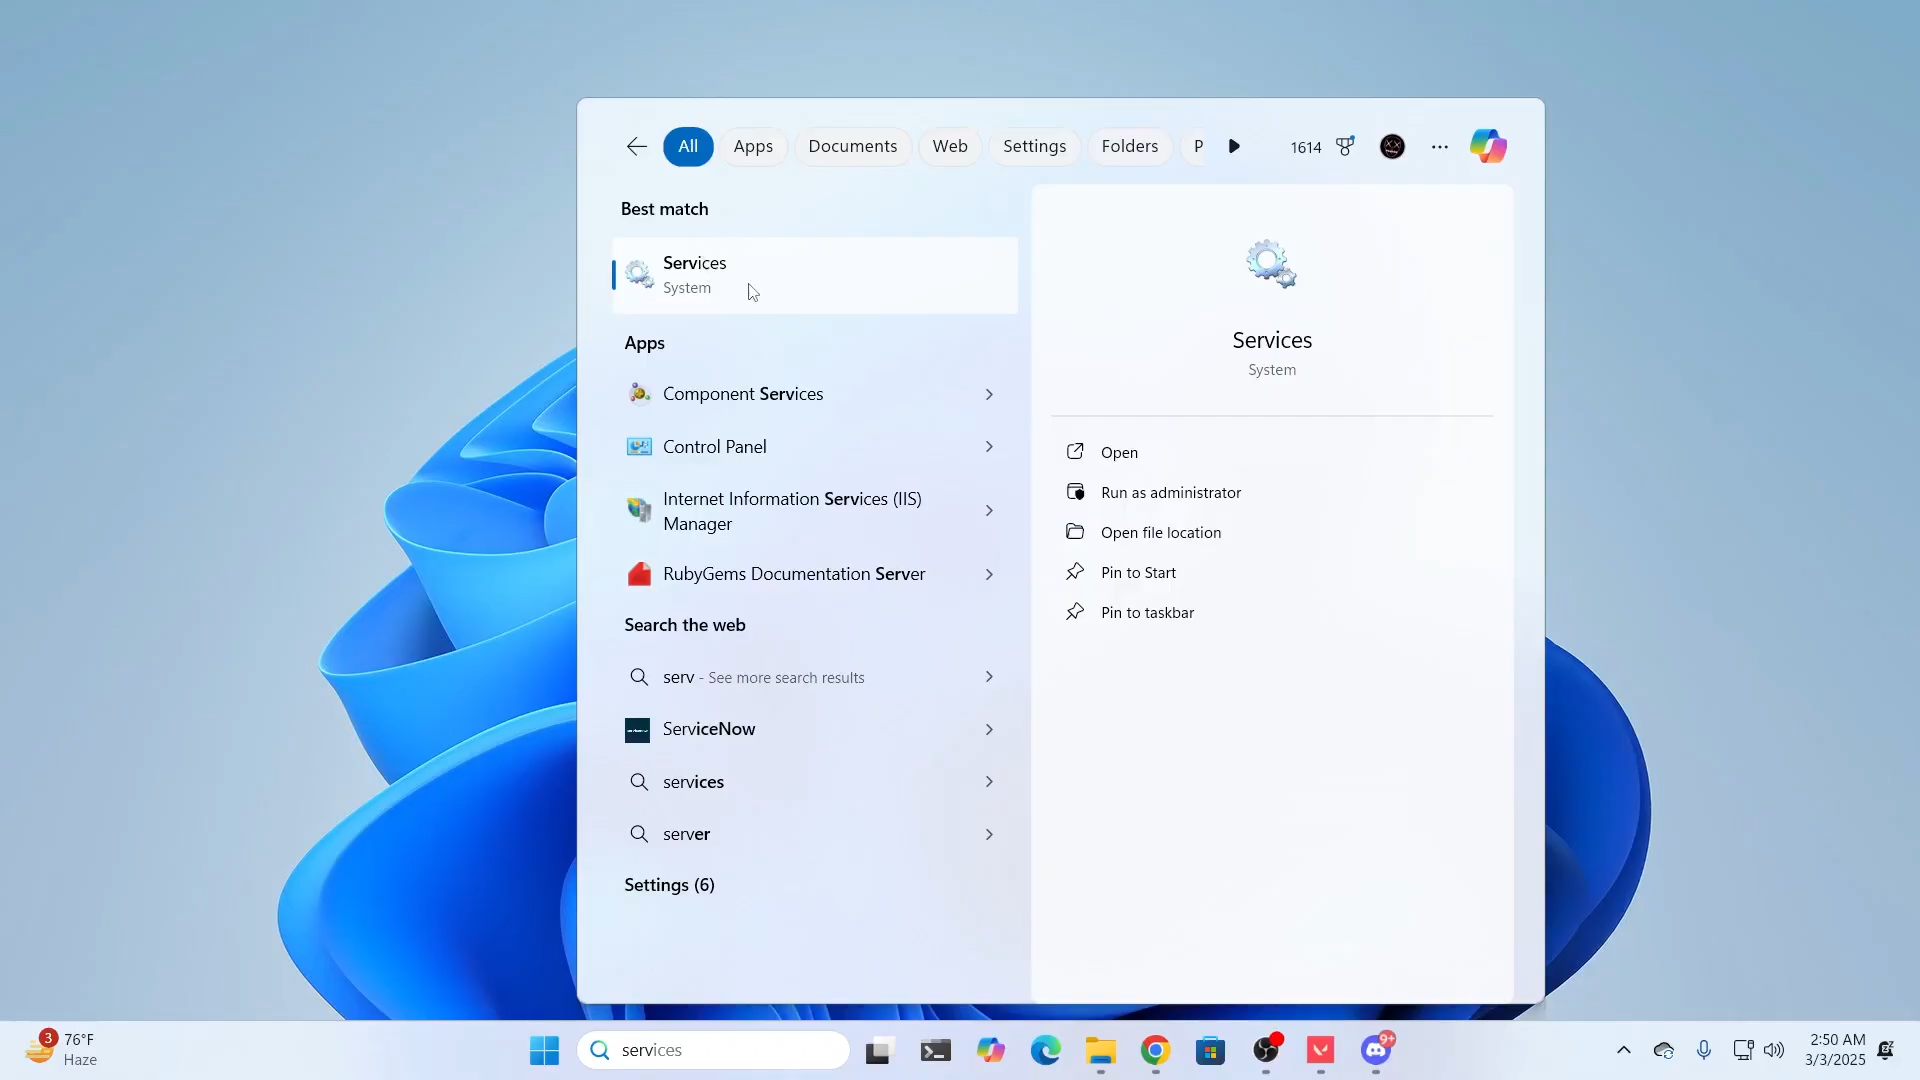 All
Apps
Documents
Web
Settings
Folders
P
1614
Best match
Services
System
Apps
Component Services
Control Panel
Internet Information Services (IIS)
Manager
RubyGems Documentation Server
Search the web
serv - See more search results
ServiceNow
services
server
Settings (6)
Services
System
Open
Run as administrator
Open file location
Pin to Start
Pin to taskbar
3
76°F
Haze
services
9+
2:50 AM
3/3/2025